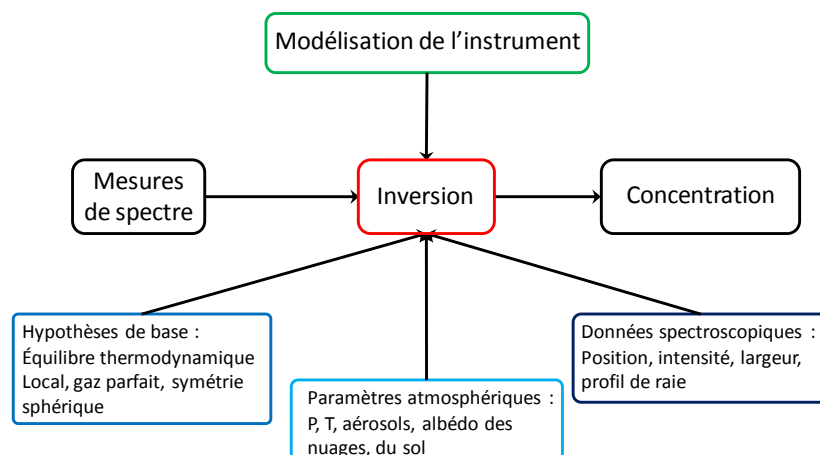 Modélisation de l'instrument
Mesures
de spectre
Inversion
Concentration
Hypothèses de base :
Équilibre thermodynamique
Local, gaz parfait, symétrie
sphérique
Paramètres atmosphériques :
P, T, aérosols, albédo des
nuages, du sol
Données spectroscopiques :
Position, intensité, largeur,
profil de raie